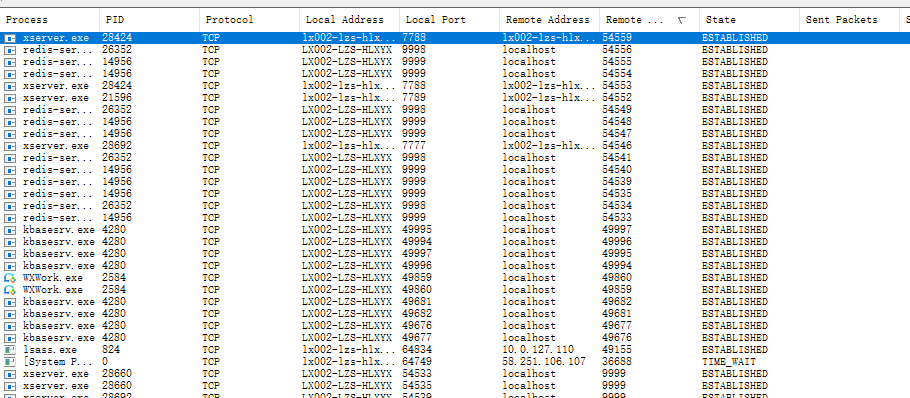 Process PID Protocol Local Address Local Port Remote Address Remote ... State Sent Packets S
xserver.exe 28424 TCP lx002-lzs-hlx... 7788 lx002-lzs-hlx... 54559 ESTABLISHED
redis-ser... 26352 TCP LX002-LZS-HLXYX 9998 localhost 54556 ESTABLISHED
redis-ser... 14956 TCP LX002-LZS-HLXYX 9999 localhost 54555 ESTABLISHED
redis-ser... 14956 TCP LX002-LZS-HLXYX 9999 localhost 54554 ESTABLISHED
xserver.exe 28424 TCP lx002-lzs-hlx... 7788 lx002-lzs-hlx... 54553 ESTABLISHED
xserver.exe 21596 TCP lx002-lzs-hlx... 7789 lx002-lzs-hlx... 54552 ESTABLISHED
redis-ser... 26352 TCP LX002-LZS-HLXYX 9998 localhost 54549 ESTABLISHED
redis-ser... 14956 TCP LX002-LZS-HLXYX 9999 localhost 54548 ESTABLISHED
redis-ser... 14956 TCP LX002-LZS-HLXYX 9999 localhost 54547 ESTABLISHED
xserver.exe 28692 TCP lx002-lzs-hlx... 7777 lx002-lzs-hlx... 54546 ESTABLISHED
redis-ser... 26352 TCP LX002-LZS-HLXYX 9998 localhost 54541 ESTABLISHED
redis-ser... 14956 TCP LX002-LZS-HLXYX 9999 localhost 54540 ESTABLISHED
redis-ser... 14956 TCP LX002-LZS-HLXYX 9999 localhost 54539 ESTABLISHED
redis-ser... 14956 TCP LX002-LZS-HLXYX 9999 localhost 54535 ESTABLISHED
redis-ser... 26352 TCP LX002-LZS-HLXYX 9998 localhost 54534 ESTABLISHED
redis-ser... 14956 TCP LX002-LZS-HLXYX 9999 localhost 54533 ESTABLISHED
kbasesrv.exe 4280 TCP LX002-LZS-HLXYX 49995 localhost 49997 ESTABLISHED
kbasesrv.exe 4280 TCP LX002-LZS-HLXYX 49994 localhost 49996 ESTABLISHED
kbasesrv.exe 4280 TCP LX002-LZS-HLXYX 49997 localhost 49995 ESTABLISHED
kbasesrv.exe 4280 TCP LX002-LZS-HLXYX 49996 localhost 49994 ESTABLISHED
WXWork.exe 2584 TCP LX002-LZS-HLXYX 49859 localhost 49860 ESTABLISHED
WXWork.exe 2584 TCP LX002-LZS-HLXYX 49860 localhost 49859 ESTABLISHED
kbasesrv.exe 4280 TCP LX002-LZS-HLXYX 49681 localhost 49682 ESTABLISHED
kbasesrv.exe 4280 TCP LX002-LZS-HLXYX 49682 localhost 49681 ESTABLISHED
kbasesrv.exe 4280 TCP LX002-LZS-HLXYX 49676 localhost 49677 ESTABLISHED
kbasesrv.exe 4280 TCP LX002-LZS-HLXYX 49677 localhost 49676 ESTABLISHED
lsass.exe 824 TCP lx002-lzs-hlx... 64834 10.0.127.110 49155 ESTABLISHED
[System P... 0 TCP lx002-lzs-hlx... 64749 58.251.106.107 36688 TIME_WAIT
xserver.exe 28660 TCP LX002-LZS-HLXYX 54533 localhost 9999 ESTABLISHED
xserver.exe 28660 TCP LX002-LZS-HLXYX 54535 localhost 9999 ESTABLISHED
xserver.exe 28692 TCP LX002-LZS-HLXYX 54539 localhost 9999 ESTABLISHED